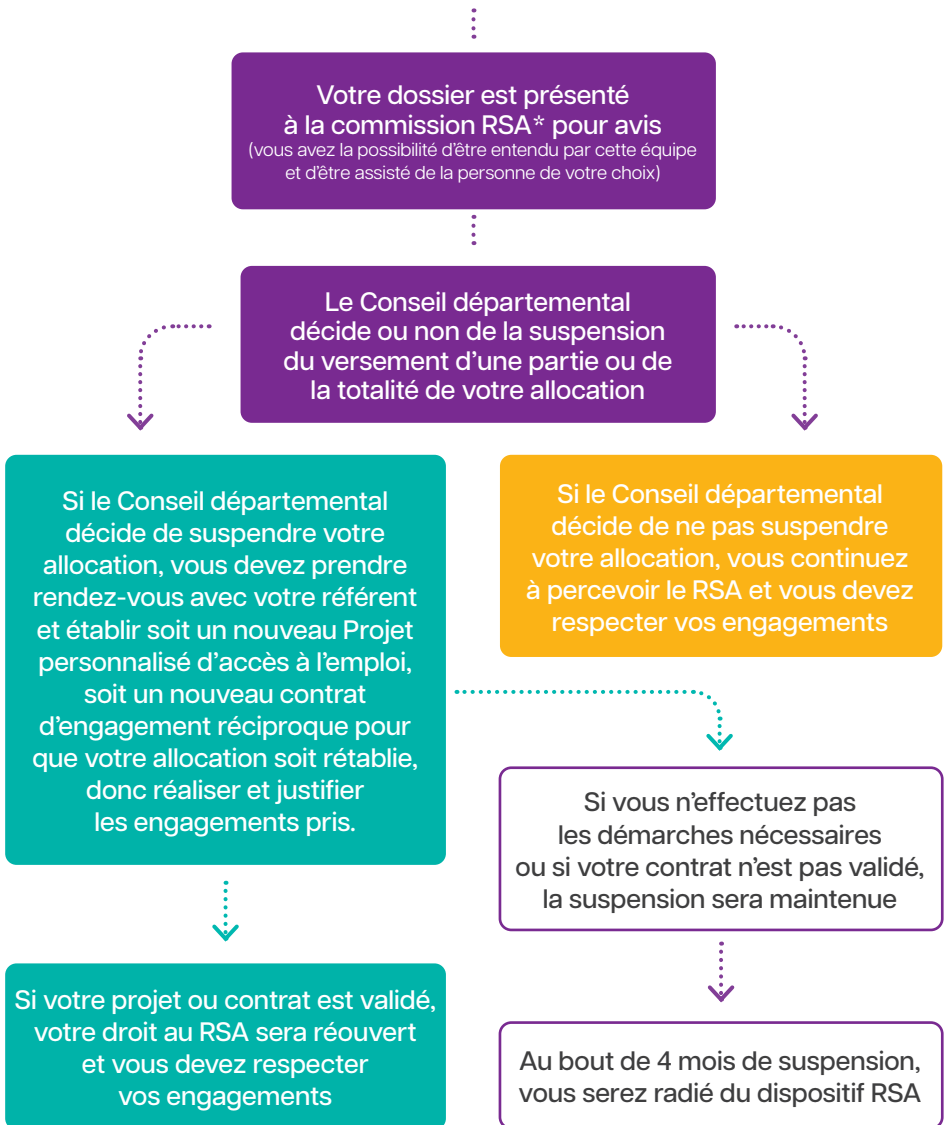 Votre dossier est présenté
à la commission RSA* pour avis
(vous avez la possibilité d’être entendu par cette équipe
et d’être assisté de la personne de votre choix)
Le Conseil départemental
décide ou non de la suspension
du versement d’une partie ou de
la totalité de votre allocation
Si le Conseil départemental
décide de suspendre votre
allocation, vous devez prendre
rendez-vous avec votre référent
et établir soit un nouveau Projet
personnalisé d’accès à l’emploi,
soit un nouveau contrat
d’engagement réciproque pour
que votre allocation soit rétablie,
donc réaliser et justifier
les engagements pris.
Si le Conseil départemental
décide de ne pas suspendre
votre allocation, vous continuez
à percevoir le RSA et vous devez
respecter vos engagements
Si vous n’effectuez pas
les démarches nécessaires
ou si votre contrat n’est pas validé,
la suspension sera maintenue
Si votre projet ou contrat est validé,
votre droit au RSA sera réouvert
et vous devez respecter
vos engagements
Au bout de 4 mois de suspension,
vous serez radié du dispositif RSA